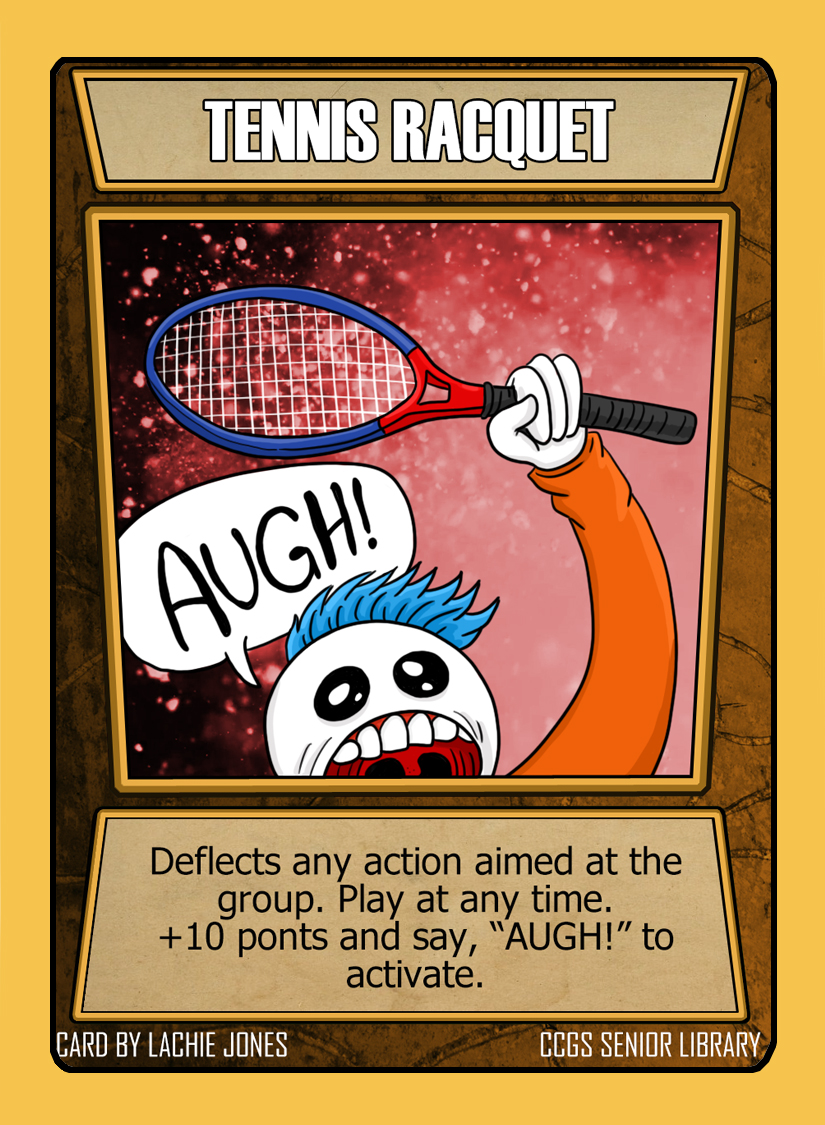 TENNIS RACQUET
AUGH!
Deflects any action aimed at the
group. Play at any time.
+10 ponts and say, “AUGH!” to
activate.
CARD BY LACHIE JONES
CCGS SENIOR LIBRARY